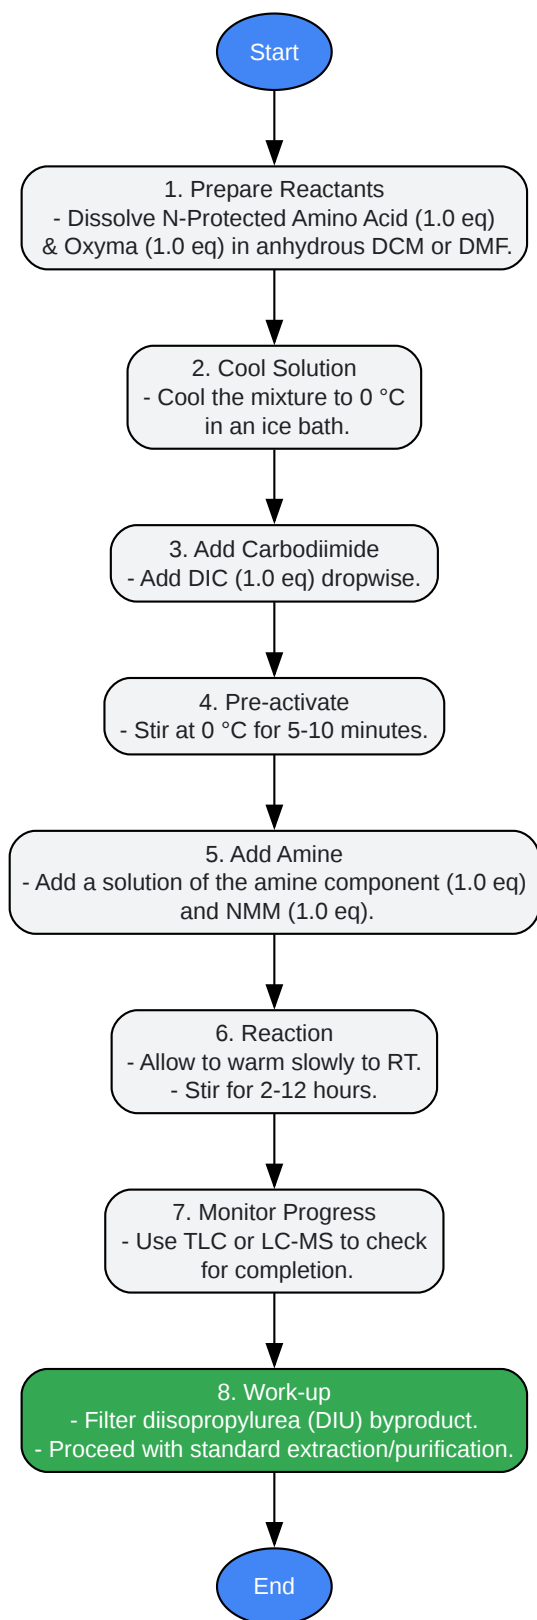 Start
1. Prepare Reactants
- Dissolve N-Protected Amino Acid (1.0 eq)
& Oxyma (1.0 eq) in anhydrous DCM or DMF.
2. Cool Solution
- Cool the mixture to 0 °C
in an ice bath.
3. Add Carbodiimide
- Add DIC (1.0 eq) dropwise.
4. Pre-activate
- Stir at 0 °C for 5-10 minutes.
5. Add Amine
- Add a solution of the amine component (1.0 eq)
and NMM (1.0 eq).
6. Reaction
- Allow to warm slowly to RT.
- Stir for 2-12 hours.
7. Monitor Progress
- Use TLC or LC-MS to check
for completion.
8. Work-up
- Filter diisopropylurea (DIU) byproduct.
- Proceed with standard extraction/purification.
End